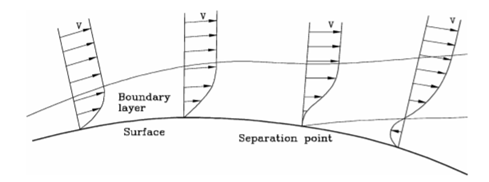 V
V
V
V
Boundary
layer
Surface
Separation point